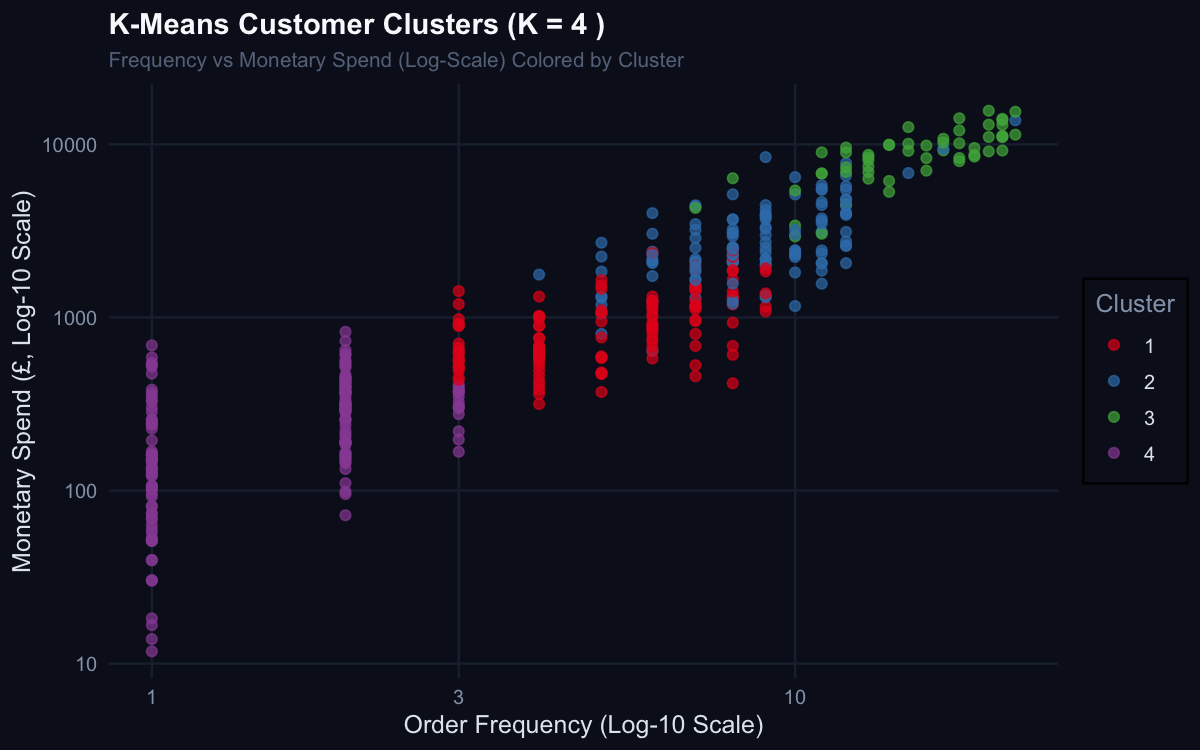 K-Means Customer Clusters (K = 4 )
Frequency vs Monetary Spend (Log-Scale) Colored by Cluster
Monetary Spend (£, Log-10 Scale)
10000
1000
100
10
1
3
10
Order Frequency (Log-10 Scale)
Cluster
1
2
3
4